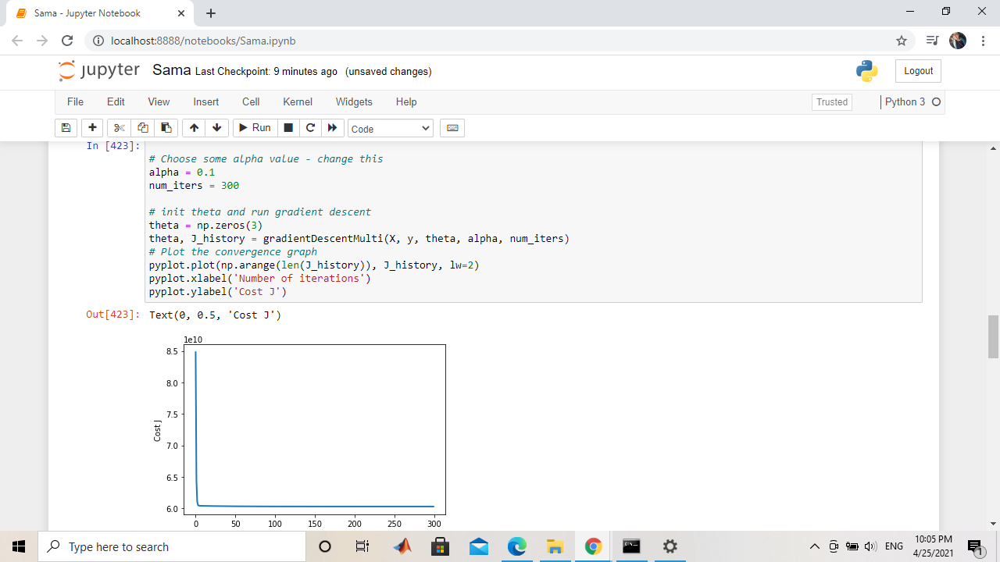 Sama - Jupyter Notebook
localhost:8888/notebooks/Sama.ipynb
jupyter Sama Last Checkpoint: 9 minutes ago (unsaved changes)
Logout
File Edit View Insert Cell Kernel Widgets Help
Trusted
Python 3
Run
Code
In [423]:
# Choose some alpha value - change this
alpha = 0.1
num_iters = 300
# init theta and run gradient descent
theta = np.zeros(3)
theta, J_history = gradientDescentMulti(X, y, theta, alpha, num_iters)
# Plot the convergence graph
pyplot.plot(np.arange(len(J_history)), J_history, lw=2)
pyplot.xlabel('Number of iterations')
pyplot.ylabel('Cost J')
Out[423]: Text(0, 0.5, 'Cost J')
1e10
8.5
8.0
7.5
7.0
6.5
6.0
Cost J
0 50 100 150 200 250 300
Type here to search
ENG
10:05 PM
4/25/2021
1